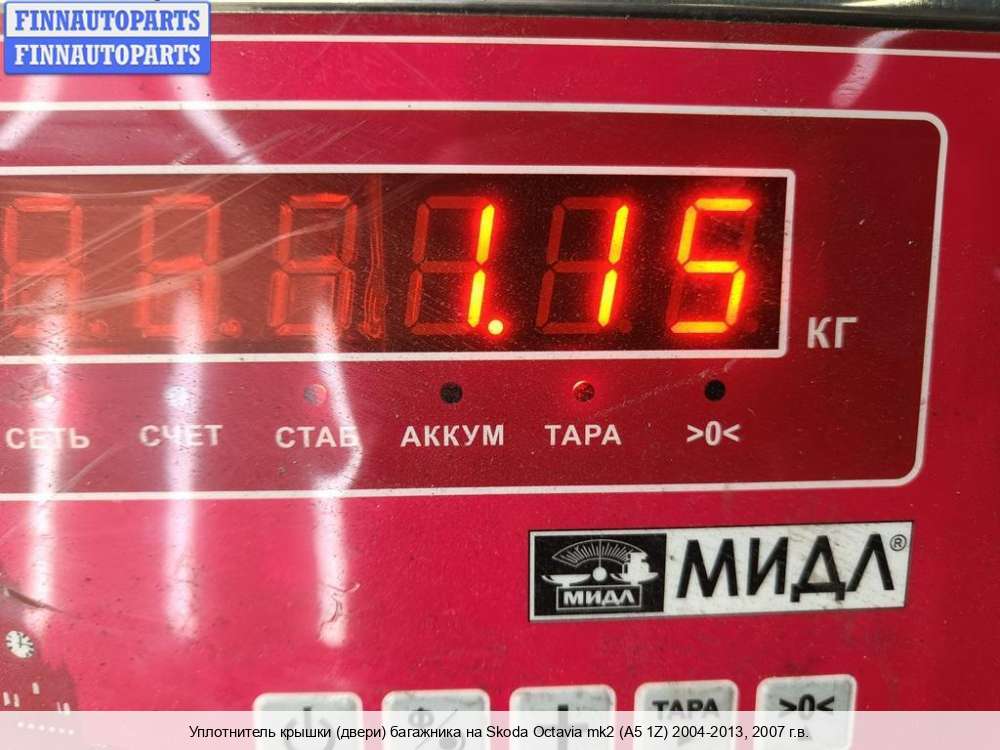 FINNAUTOPARTS
FINNAUTOPARTS
1.15
КГ
СЕТЬ СЧЕТ СТАБ АККУМ ТАРА >0<
МИДЛ МИДЛ®
ТАРА >0<
Уплотнитель крышки (двери) багажника на Skoda Octavia mk2 (A5 1Z) 2004-2013, 2007 г.в.